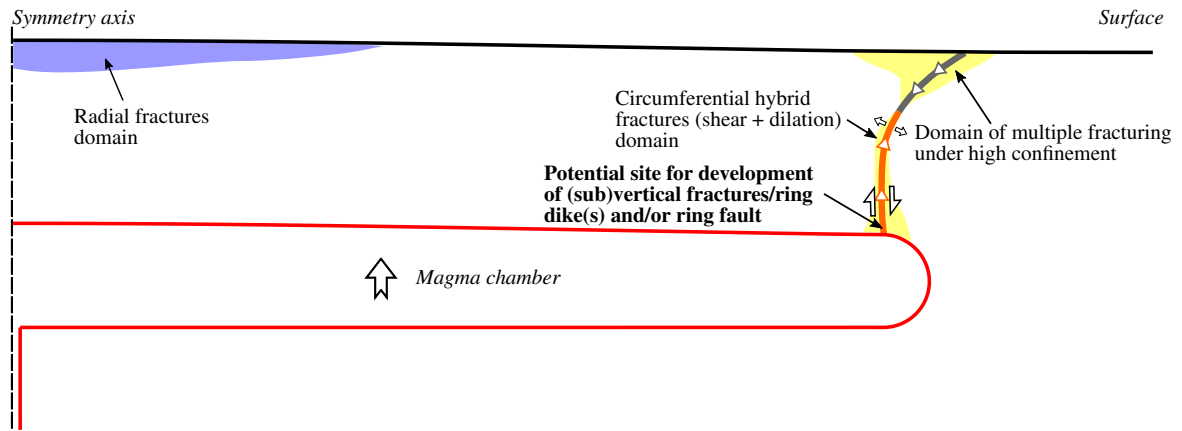 Symmetry axis
Surface
Radial fractures
domain
Circumferential hybrid
fractures (shear + dilation)
domain
Domain of multiple fracturing
under high confinement
Potential site for development
of (sub)vertical fractures/ring
dike(s) and/or ring fault
Magma chamber